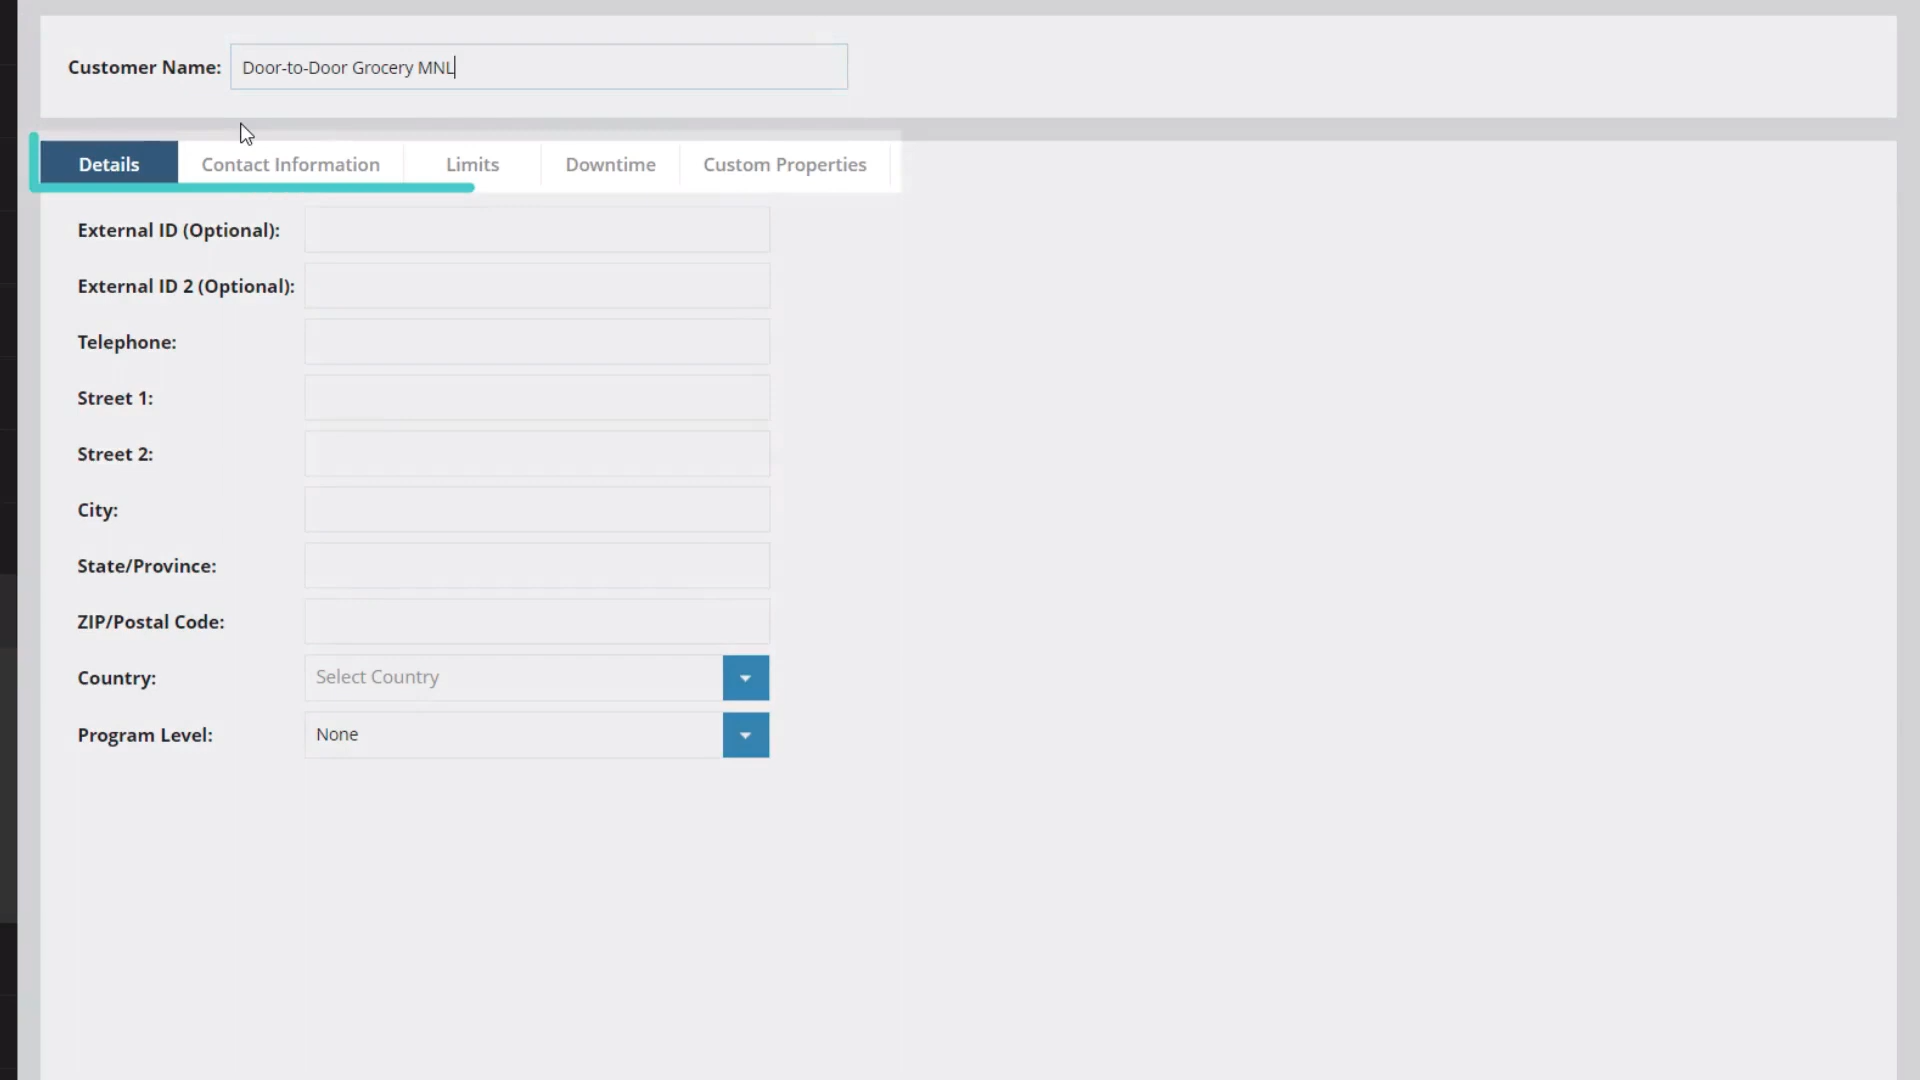 Customer Name: Door-to-Door Grocery MNL
Details Contact Information Limits Downtime Custom Properties
External ID (Optional):
External ID 2 (Optional):
Telephone:
Street 1:
Street 2:
City:
State/Province:
ZIP/Postal Code:
Country: Select Country
Program Level: None